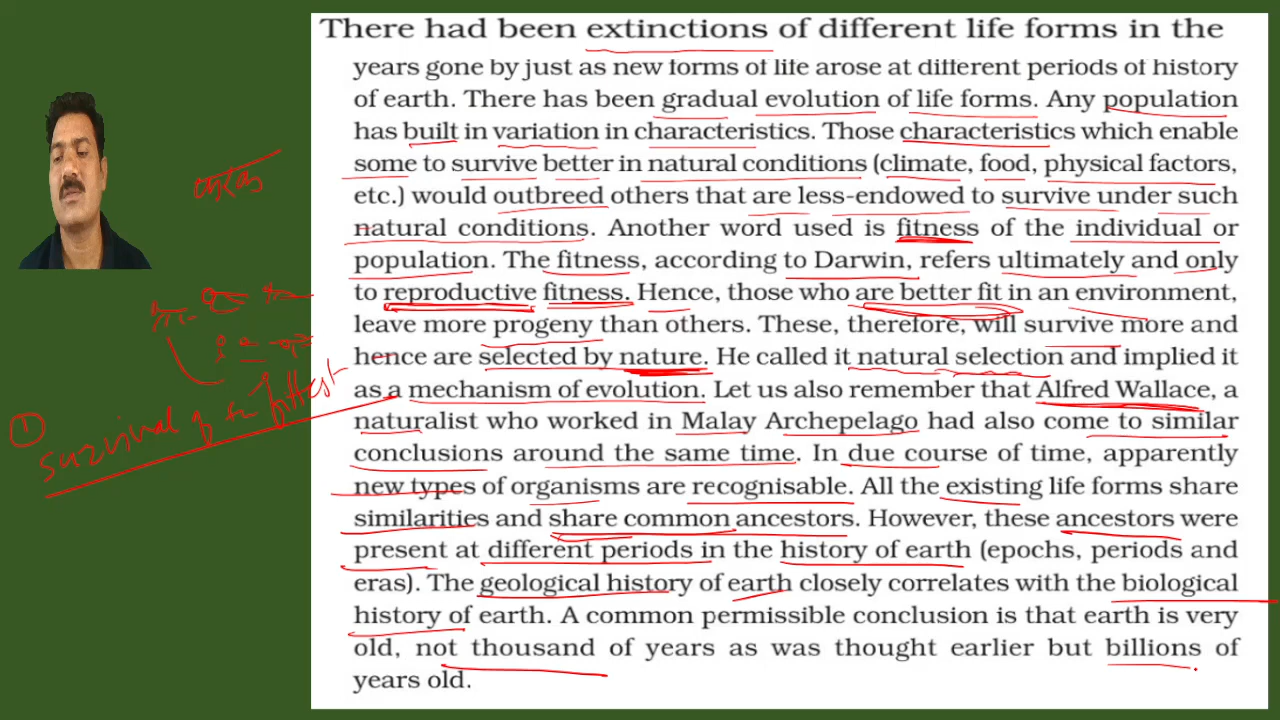 There had been extinctions of different life forms in the
years gone by just as new forms of life arose at different periods of history
of earth. There has been gradual evolution of life forms. Any population
has built in variation in characteristics. Those characteristics which enable
some to survive better in natural conditions (climate, food, physical factors,
etc.) would outbreed others that are less-endowed to survive under such
natural conditions. Another word used is fitness of the individual or
population. The fitness, according to Darwin, refers ultimately and only
to reproductive fitness. Hence, those who are better fit in an environment,
leave more progeny than others. These, therefore, will survive more and
hence are selected by nature. He called it natural selection and implied it
as a mechanism of evolution. Let us also remember that Alfred Wallace, a
naturalist who worked in Malay Archepelago had also come to similar
conclusions around the same time. In due course of time, apparently
new types of organisms are recognisable. All the existing life forms share
similarities and share common ancestors. However, these ancestors were
present at different periods in the history of earth (epochs, periods and
eras). The geological history of earth closely correlates with the biological
history of earth. A common permissible conclusion is that earth is very
old, not thousand of years as was thought earlier but billions of
years old.
①
Survival of the fittest